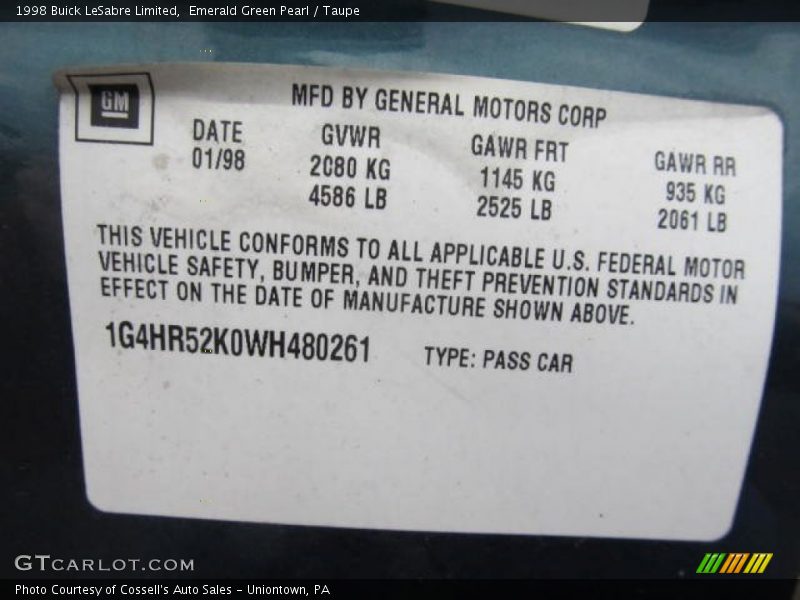 1998 Buick LeSabre Limited, Emerald Green Pearl / Taupe
GM
MFD BY GENERAL MOTORS CORP
DATE GVWR GAWR FRT GAWR RR
01/98 2080 KG 1145 KG 935 KG
4586 LB 2525 LB 2061 LB
THIS VEHICLE CONFORMS TO ALL APPLICABLE U.S. FEDERAL MOTOR
VEHICLE SAFETY, BUMPER, AND THEFT PREVENTION STANDARDS IN
EFFECT ON THE DATE OF MANUFACTURE SHOWN ABOVE.
1G4HR52K0WH480261 TYPE: PASS CAR
GTCARLOT.COM
Photo Courtesy of Cossell's Auto Sales - Uniontown, PA